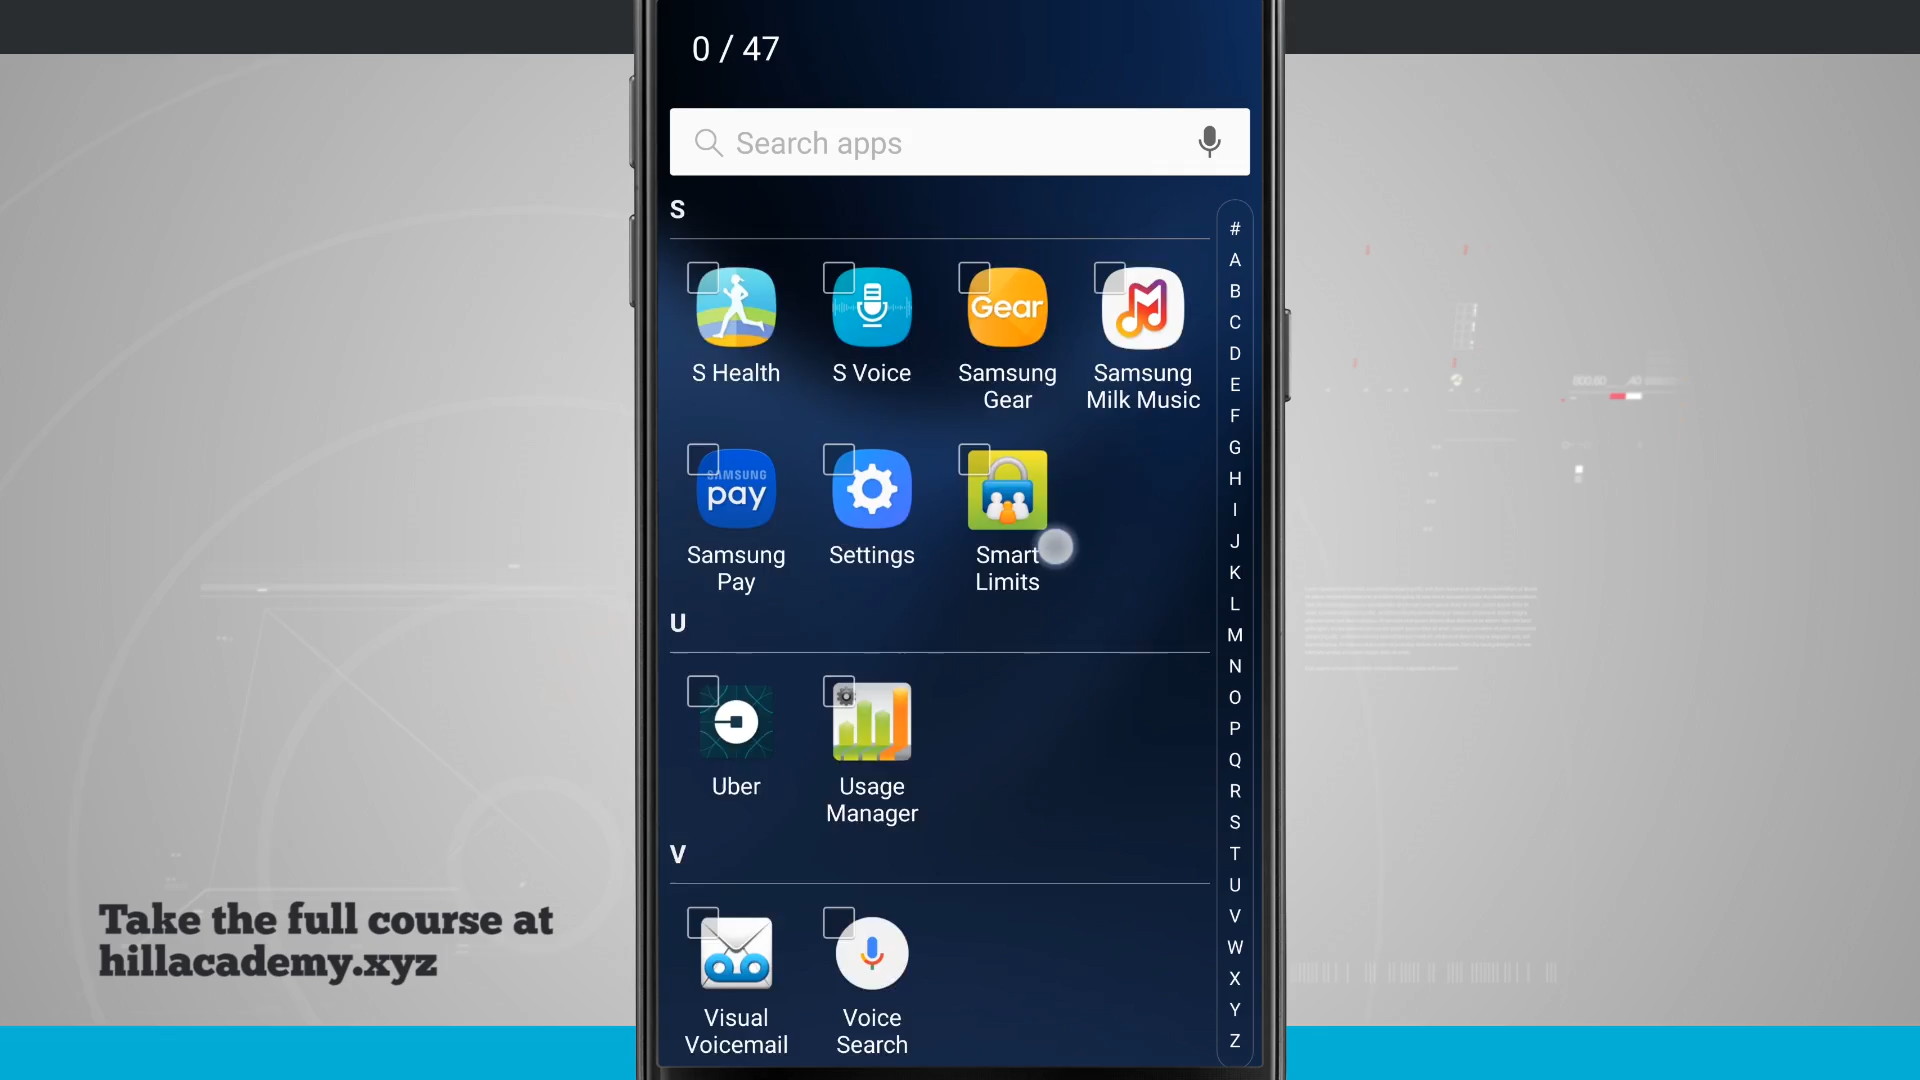 0 / 47
Search apps
S
S Health
S Voice
Gear
Samsung
Gear
Samsung
Milk Music
SAMSUNG
pay
Samsung
Pay
Settings
Smart
Limits
U
Uber
Usage
Manager
V
Visual
Voicemail
Voice
Search
#
A
B
C
D
E
F
G
H
I
J
K
L
M
N
O
P
Q
R
S
T
U
V
W
X
Y
Z
Take the full course at
hillacademy.xyz